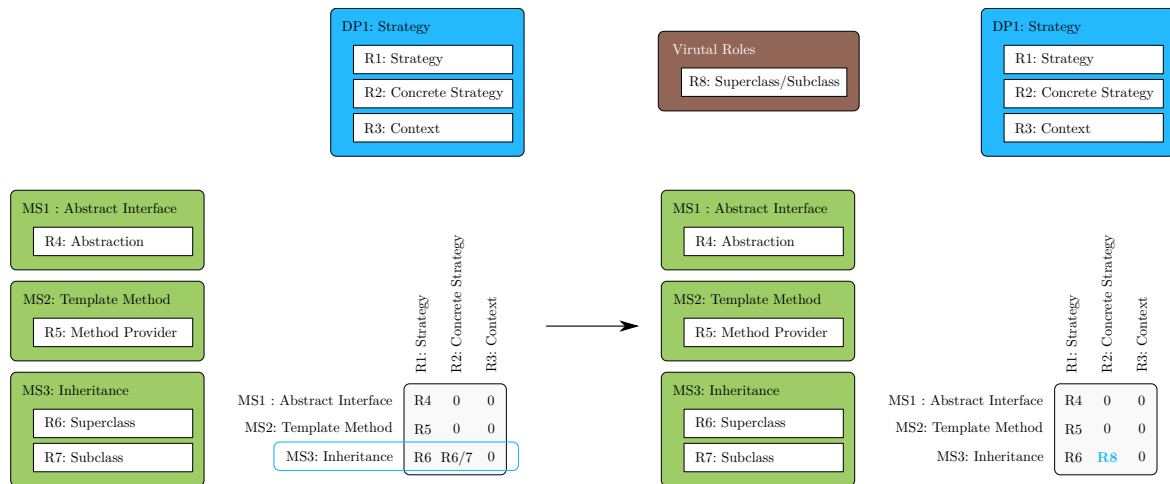 DP1: Strategy
R1: Strategy
R2: Concrete Strategy
R3: Context
MS1 : Abstract Interface
R4: Abstraction
MS2: Template Method
R5: Method Provider
MS3: Inheritance
R6: Superclass
R7: Subclass
R1: Strategy
R2: Concrete Strategy
R3: Context
MS1 : Abstract Interface R4 0 0
MS2: Template Method R5 0 0
MS3: Inheritance R6 R6/7 0
Virutal Roles
R8: Superclass/Subclass
DP1: Strategy
R1: Strategy
R2: Concrete Strategy
R3: Context
MS1 : Abstract Interface
R4: Abstraction
MS2: Template Method
R5: Method Provider
MS3: Inheritance
R6: Superclass
R7: Subclass
R1: Strategy
R2: Concrete Strategy
R3: Context
MS1 : Abstract Interface R4 0 0
MS2: Template Method R5 0 0
MS3: Inheritance R6 R8 0